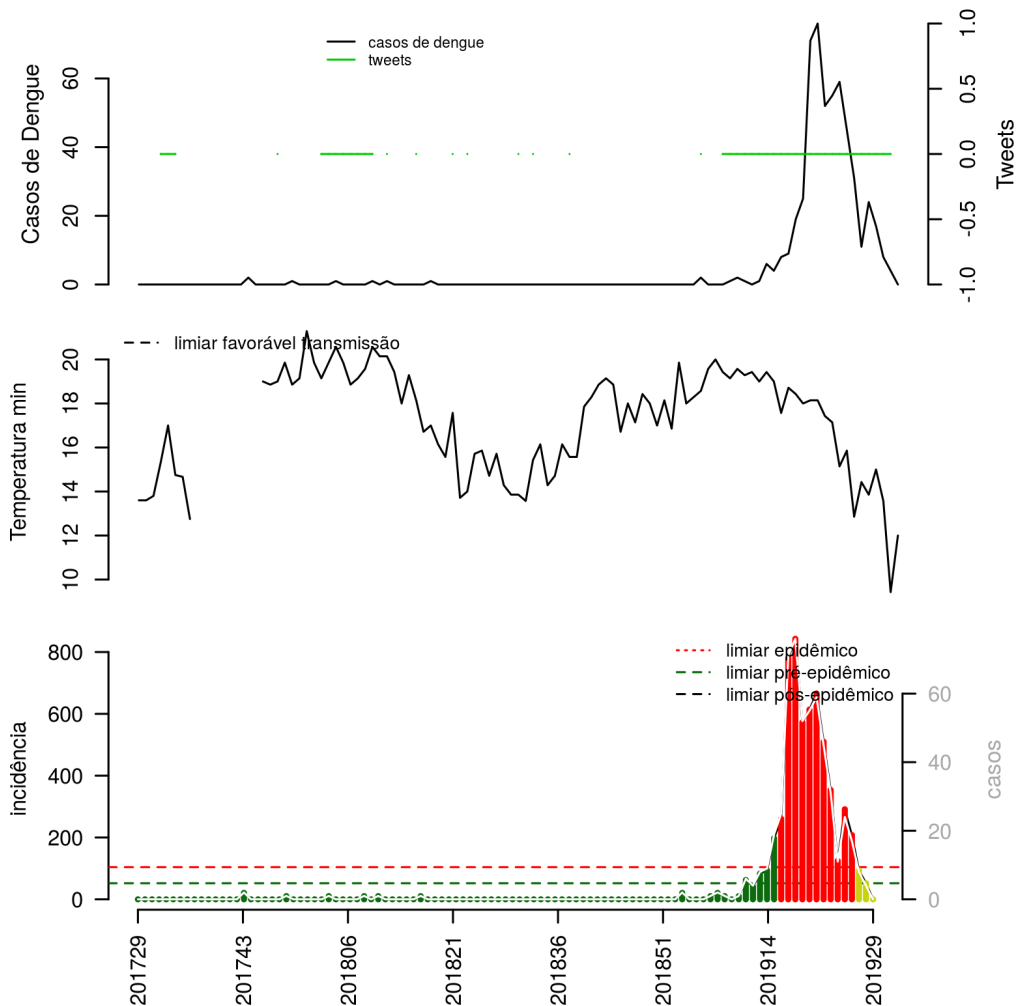 casos de dengue
tweets
Casos de Dengue
0
20
40
60
Tweets
-1.0
-0.5
0.0
0.5
1.0
limiar favorável transmissão
Temperatura min
10
12
14
16
18
20
limiar epidêmico
limiar pré-epidêmico
limiar pós-epidêmico
incidência
0
200
400
600
800
casos
0
20
40
60
201729
201743
201806
201821
201836
201851
201914
201929